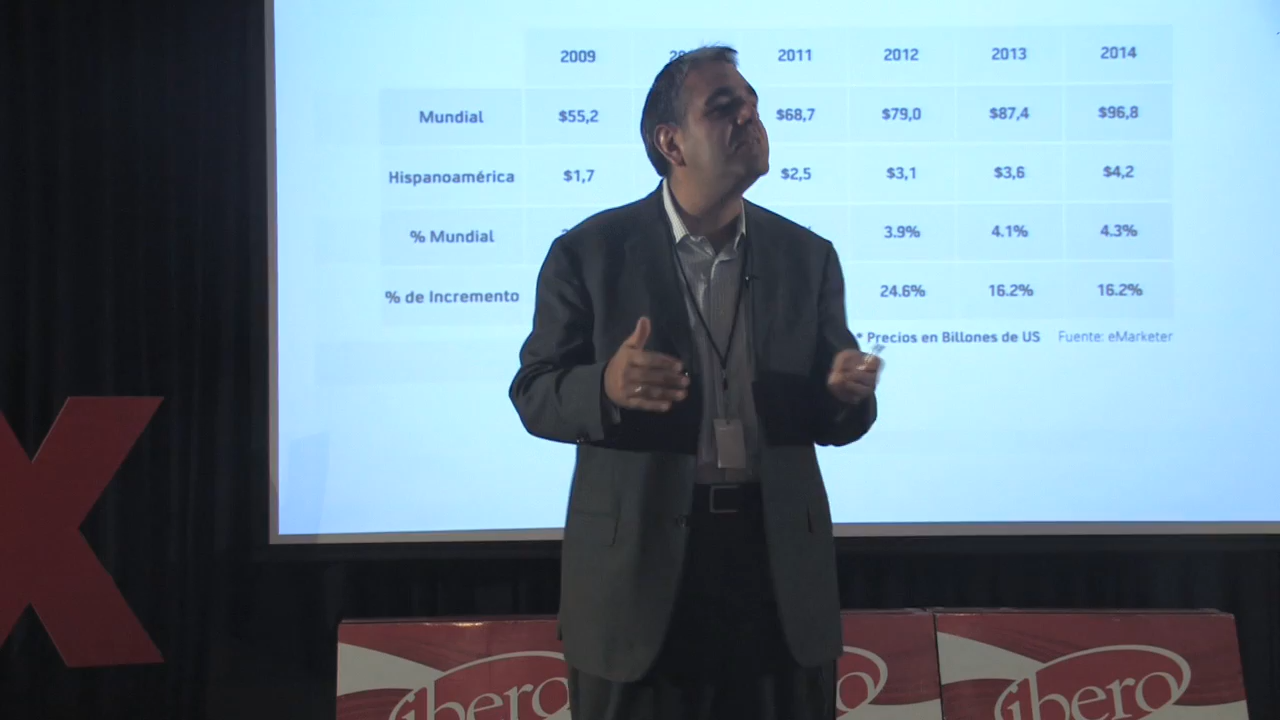 2009 2011 2012 2013 2014
Mundial $55,2 $68,7 $79,0 $87,4 $96,8
Hispanoamérica $1,7 $2,5 $3,1 $3,6 $4,2
% Mundial 3.9% 4.1% 4.3%
% de Incremento 24.6% 16.2% 16.2%
* Precios en Billones de US Fuente: eMarketer
X
ibero ibero